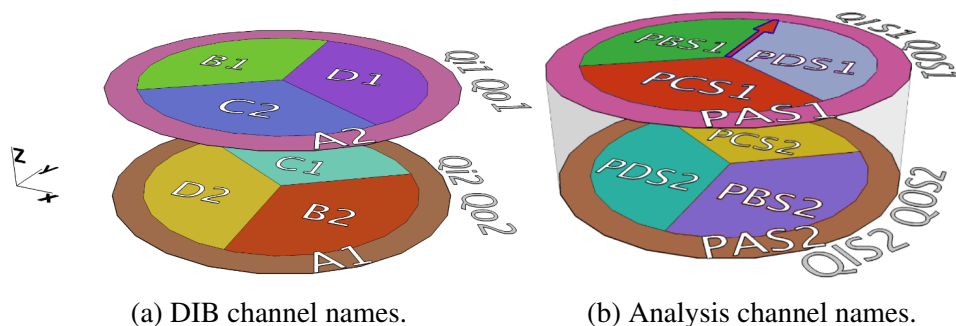 B1
D1
C2
A2
Qi1 Qo1
C1
D2
B2
A1
Qi2 Qo2
z
y
x
(a) DIB channel names.
PBS1
PDS1
PCS1
PAS1
QIS1 QOS1
PCS2
PDS2
PBS2
PAS2
QIS2 QOS2
(b) Analysis channel names.